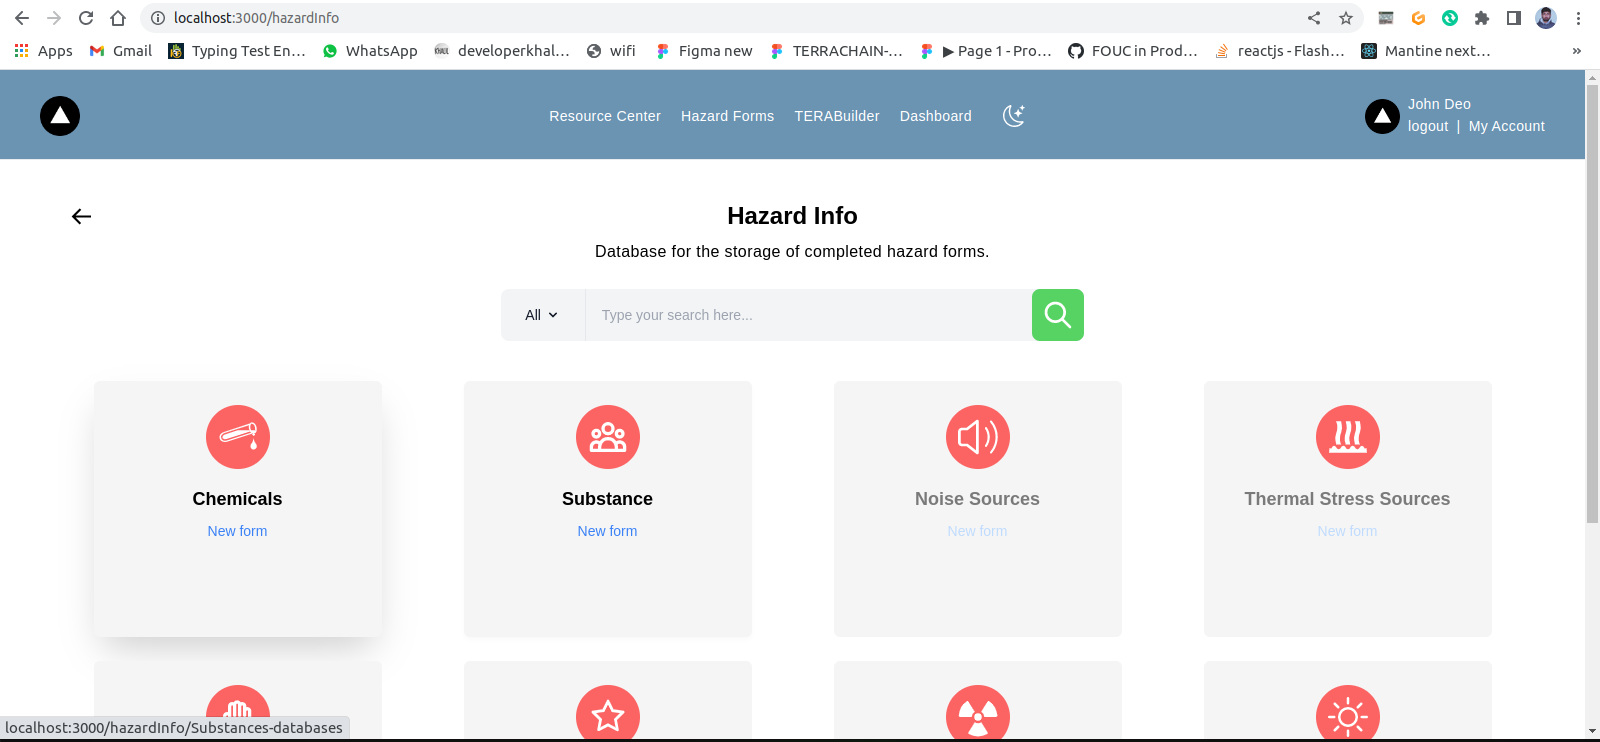 localhost:3000/hazardInfo
Apps Gmail Typing Test En... WhatsApp developerkhal... wifi Figma new TERRACHAIN-... ▶ Page 1 - Pro... FOUC in Prod... reactjs - Flash... Mantine next... »
Resource Center Hazard Forms TERABuilder Dashboard
John Deo
logout | My Account
Hazard Info
Database for the storage of completed hazard forms.
All Type your search here...
Chemicals
New form
Substance
New form
Noise Sources
New form
Thermal Stress Sources
New form
localhost:3000/hazardInfo/Substances-databases